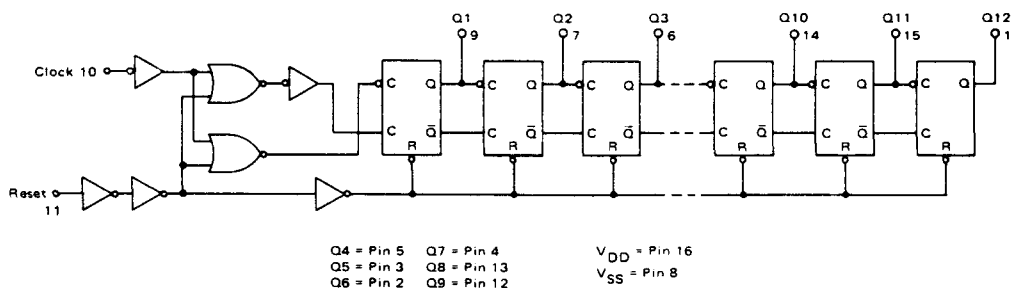 Q1 Q2 Q3 Q10 Q11 Q12
9 7 6 14 15 1
Clock 10
C Q C Q C Q C Q C Q C Q
C Q̅ C Q̅ C Q̅ C Q̅ C Q̅ C
R R R R R R
Reset
11
Q4 = Pin 5 Q7 = Pin 4 VDD = Pin 16
Q5 = Pin 3 Q8 = Pin 13 VSS = Pin 8
Q6 = Pin 2 Q9 = Pin 12